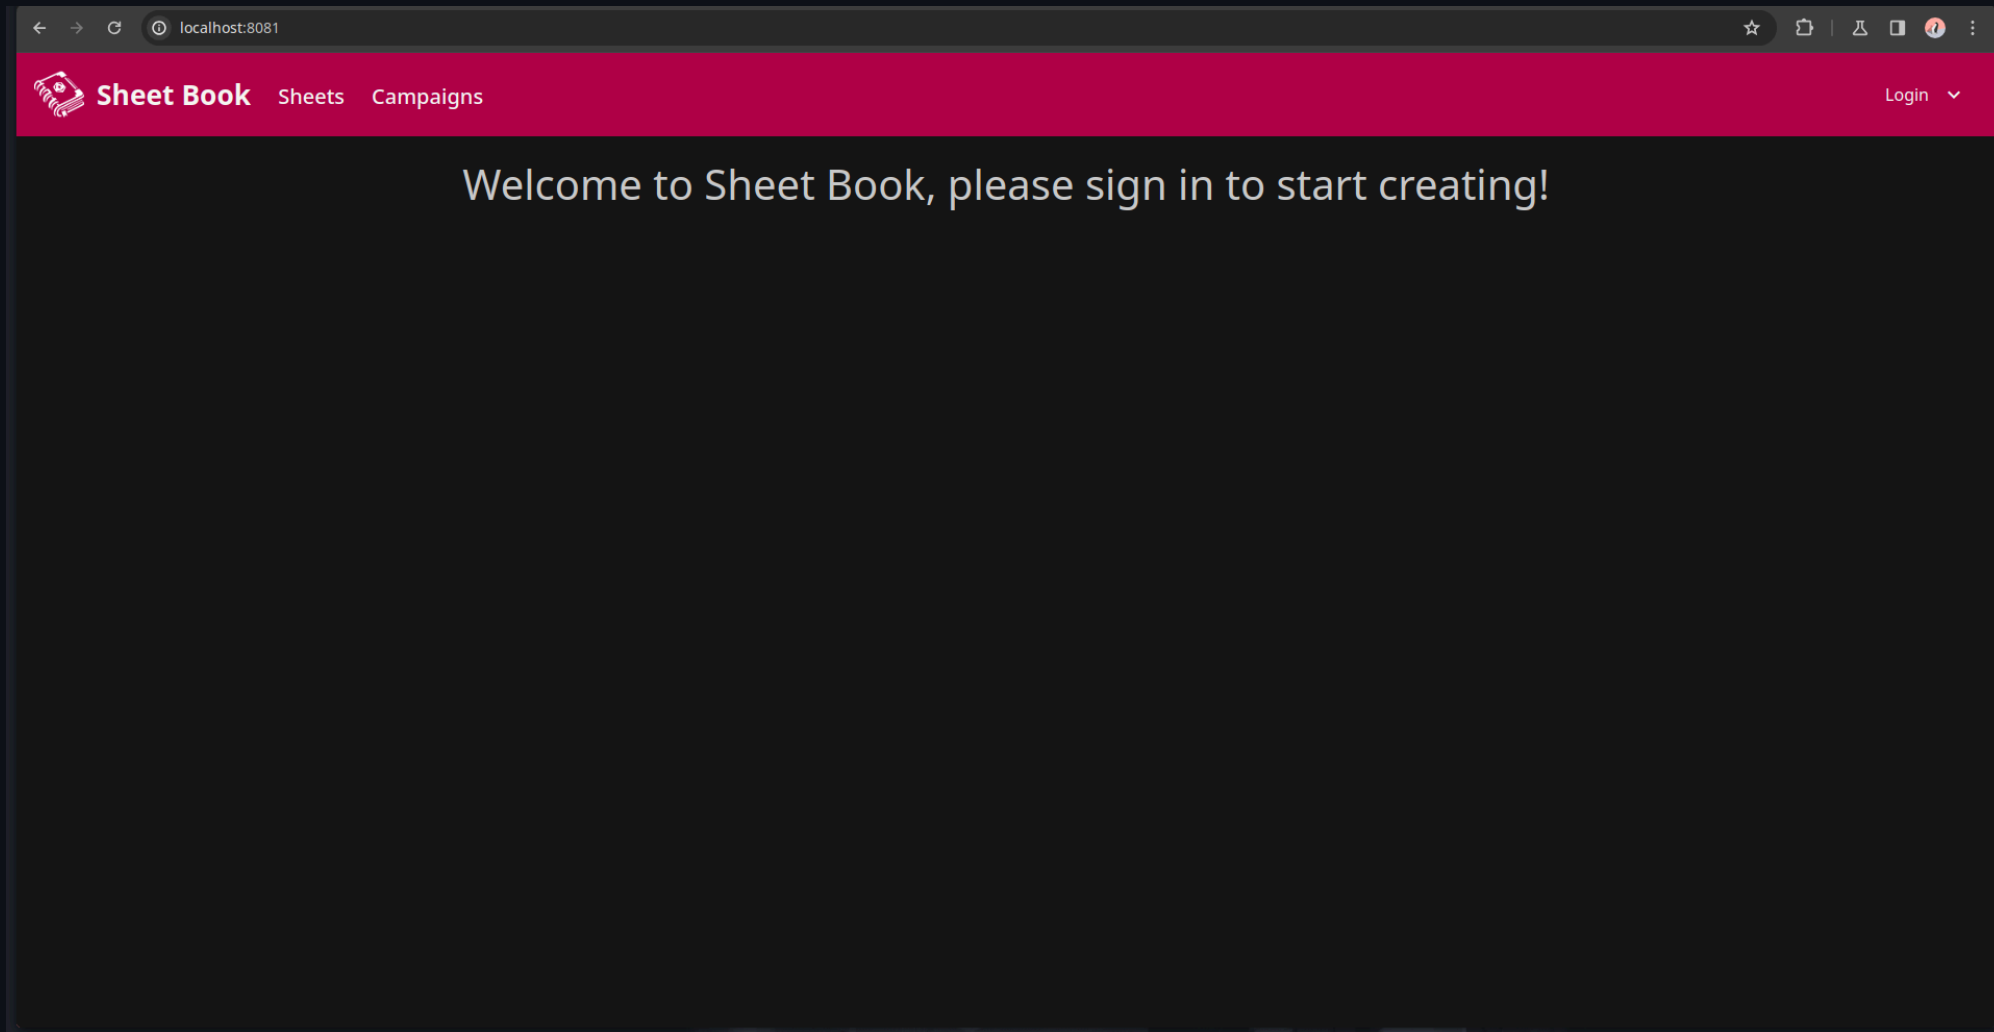 localhost:8081
Sheet Book Sheets Campaigns Login
Welcome to Sheet Book, please sign in to start creating!